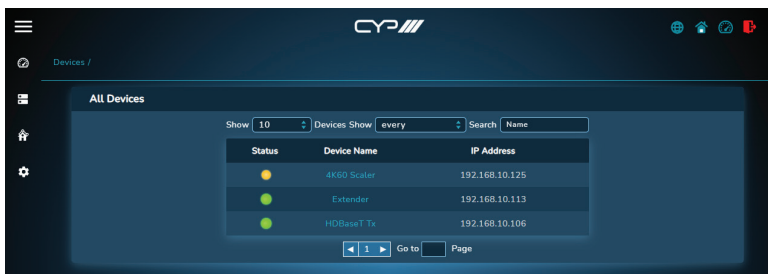 CYP
Devices /
All Devices
Show 10 Devices Show every Search Name
Status Device Name IP Address
4K60 Scaler 192.168.10.125
Extender 192.168.10.113
HDBaseT Tx 192.168.10.106
1 Go to Page